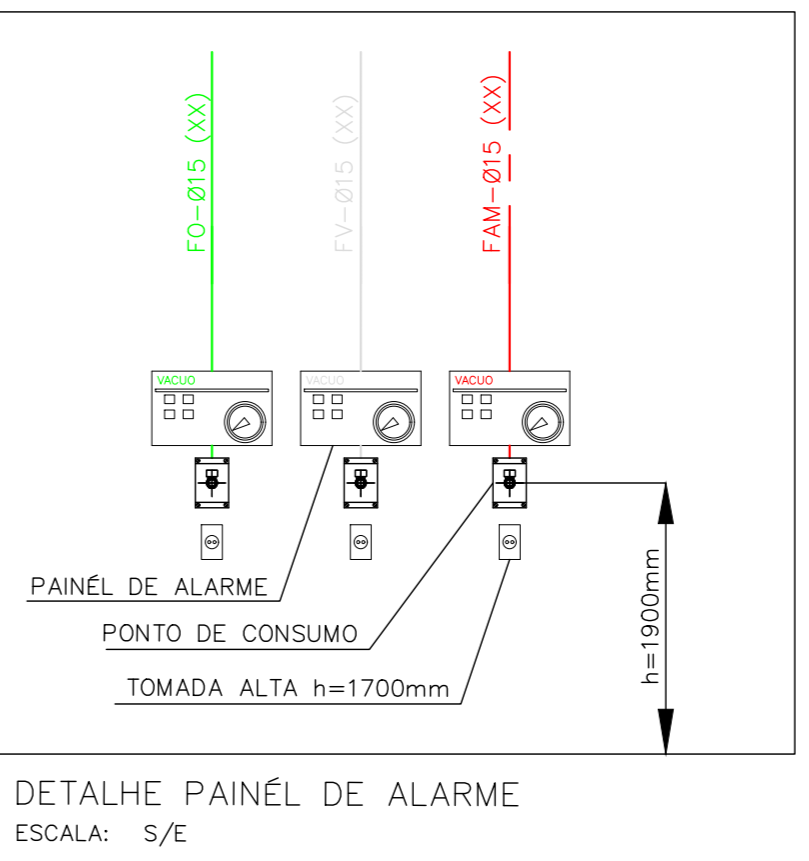 FO-Ø15 (XX)
FV-Ø15 (XX)
FAM-Ø15 (XX)
VACUO
VACUO
VACUO
PAINÉL DE ALARME
PONTO DE CONSUMO
TOMADA ALTA h=1700mm
h=1900mm
DETALHE PAINÉL DE ALARME
ESCALA: S/E